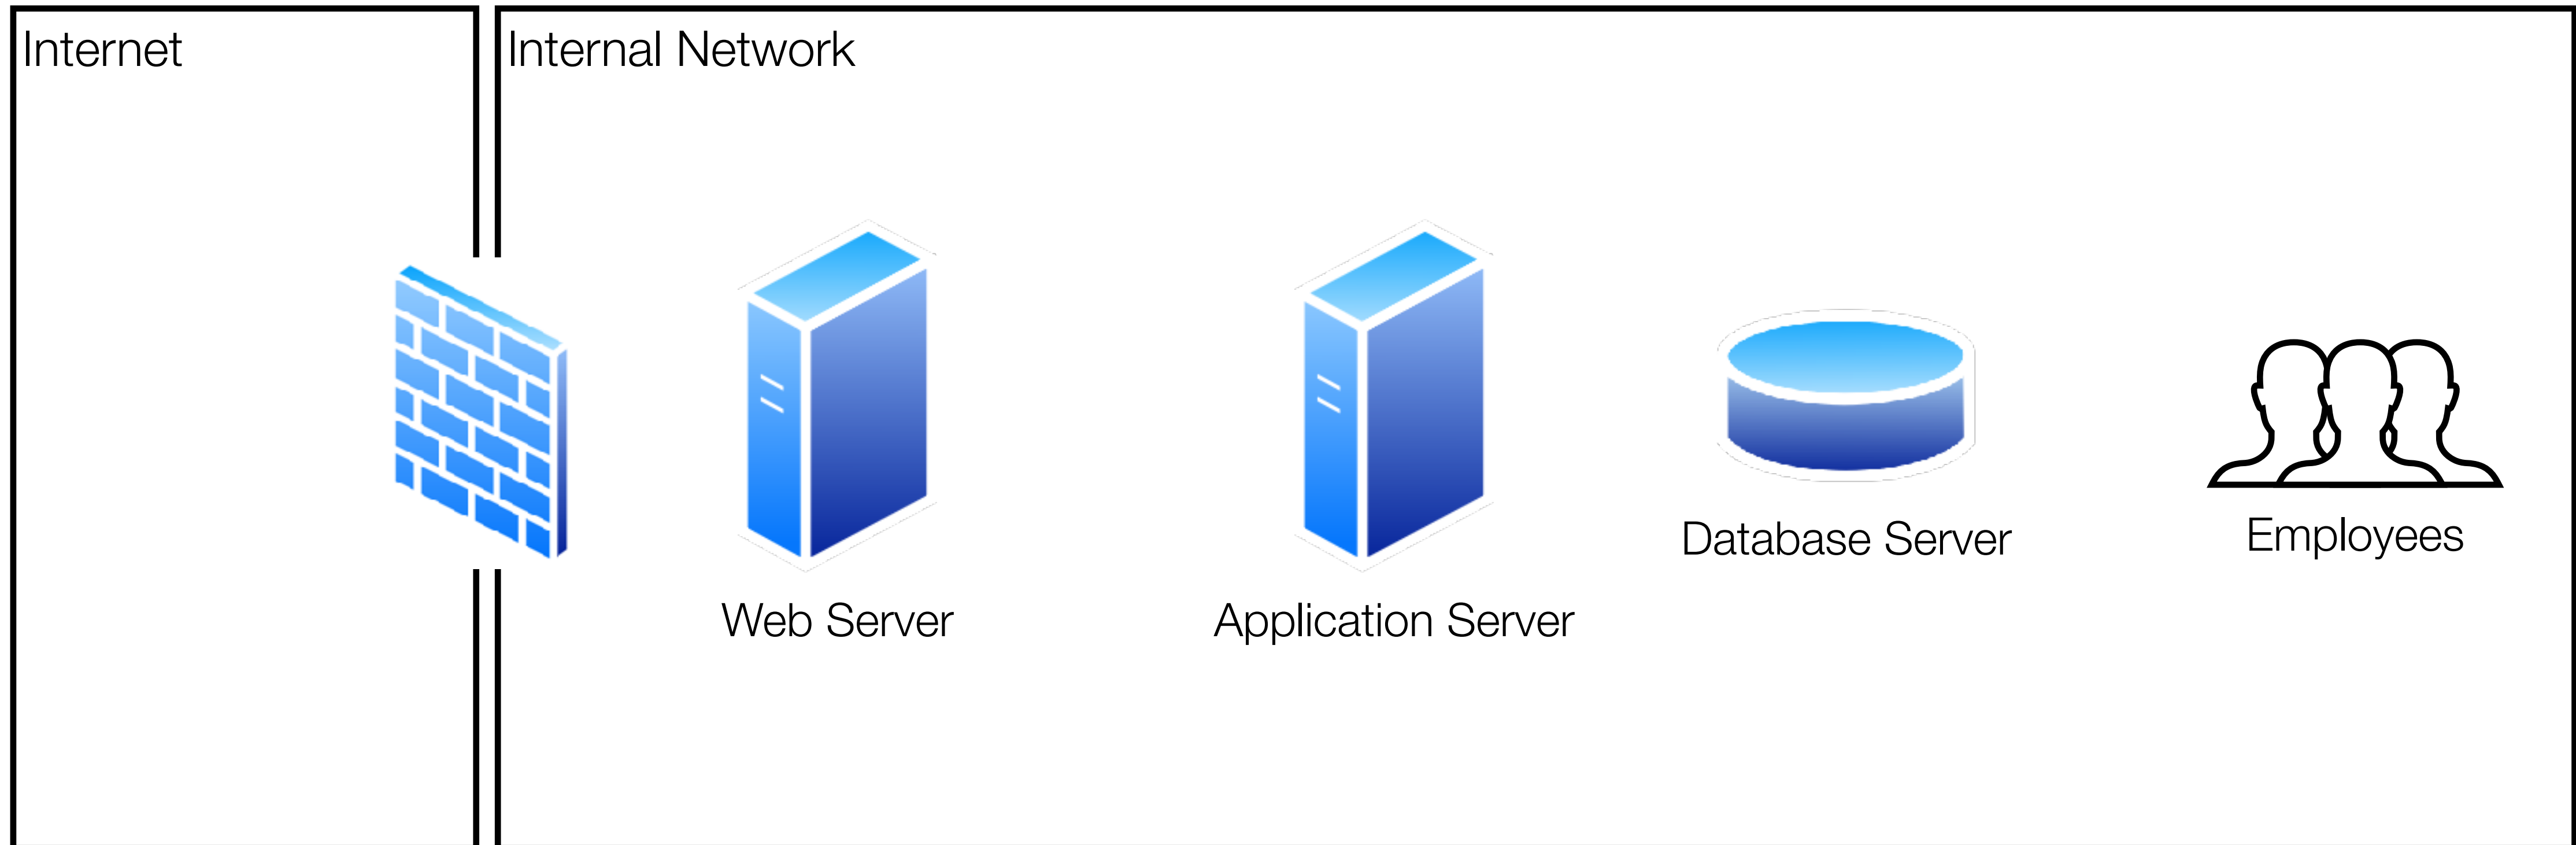 Internet
Internal Network
Web Server
Application Server
Database Server
Employees